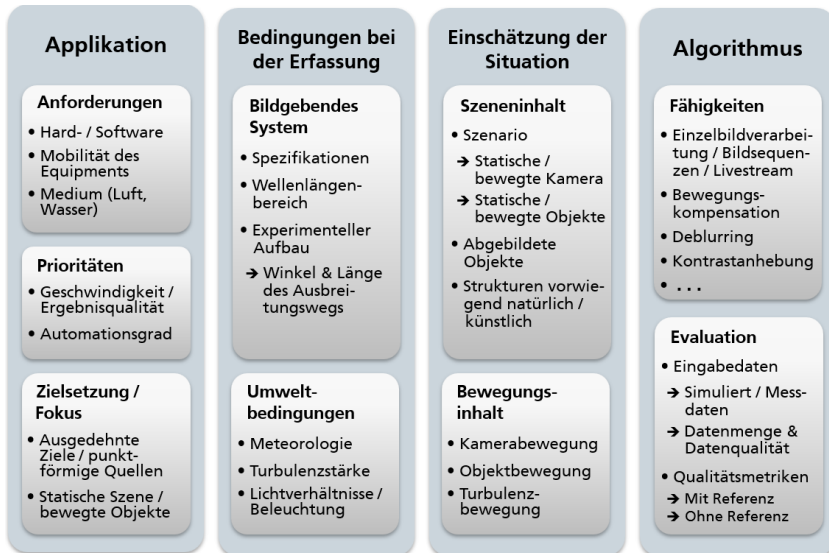 Applikation
Anforderungen
• Hard- / Software
• Mobilität des
Equipments
• Medium (Luft,
Wasser)
Prioritäten
• Geschwindigkeit /
Ergebnisqualität
• Automationsgrad
Zielsetzung /
Fokus
• Ausgedehnte
Ziele / punkt-
förmige Quellen
• Statische Szene /
bewegte Objekte
Bedingungen bei
der Erfassung
Bildgebendes
System
• Spezifikationen
• Wellenlängen-
bereich
• Experimenteller
Aufbau
➔ Winkel & Länge
des Ausbrei-
tungswegs
Umwelt-
bedingungen
• Meteorologie
• Turbulenzstärke
• Lichtverhältnisse /
Beleuchtung
Einschätzung der
Situation
Szeneninhalt
• Szenario
➔ Statische /
bewegte Kamera
➔ Statische /
bewegte Objekte
• Abgebildete
Objekte
• Strukturen vorwie-
gend natürlich /
künstlich
Bewegungs-
inhalt
• Kamerabewegung
• Objektbewegung
• Turbulenz-
bewegung
Algorithmus
Fähigkeiten
• Einzelbildverarbei-
tung / Bildsequen-
zen / Livestream
• Bewegungs-
kompensation
• Deblurring
• Kontrastanhebung
• . . .
Evaluation
• Eingabedaten
➔ Simuliert / Mess-
daten
➔ Datenmenge &
Datenqualität
• Qualitätsmetriken
➔ Mit Referenz
➔ Ohne Referenz